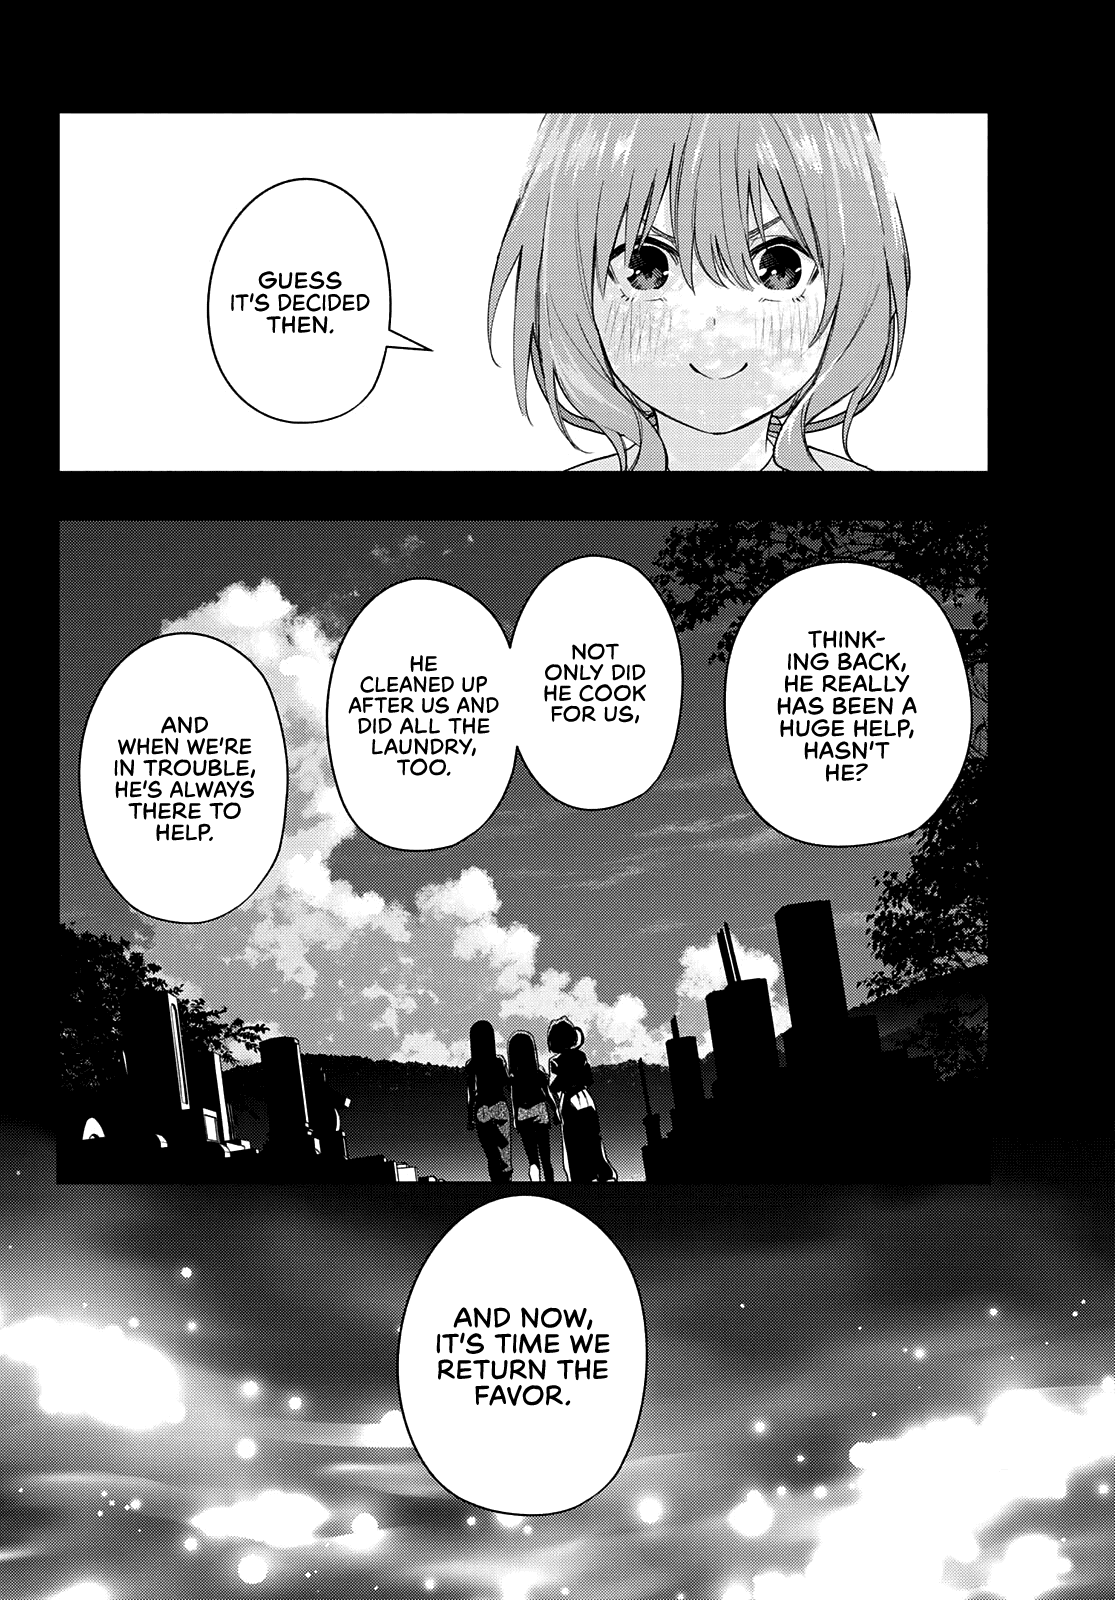 GUESS
IT'S DECIDED
THEN.
THINK-
ING BACK,
HE REALLY
HAS BEEN A
HUGE HELP,
HASN'T
HE?
NOT
ONLY DID
HE COOK
FOR US,
HE
CLEANED UP
AFTER US AND
DID ALL THE
LAUNDRY,
TOO.
AND
WHEN WE'RE
IN TROUBLE,
HE'S ALWAYS
THERE TO
HELP.
AND NOW,
IT'S TIME WE
RETURN THE
FAVOR.